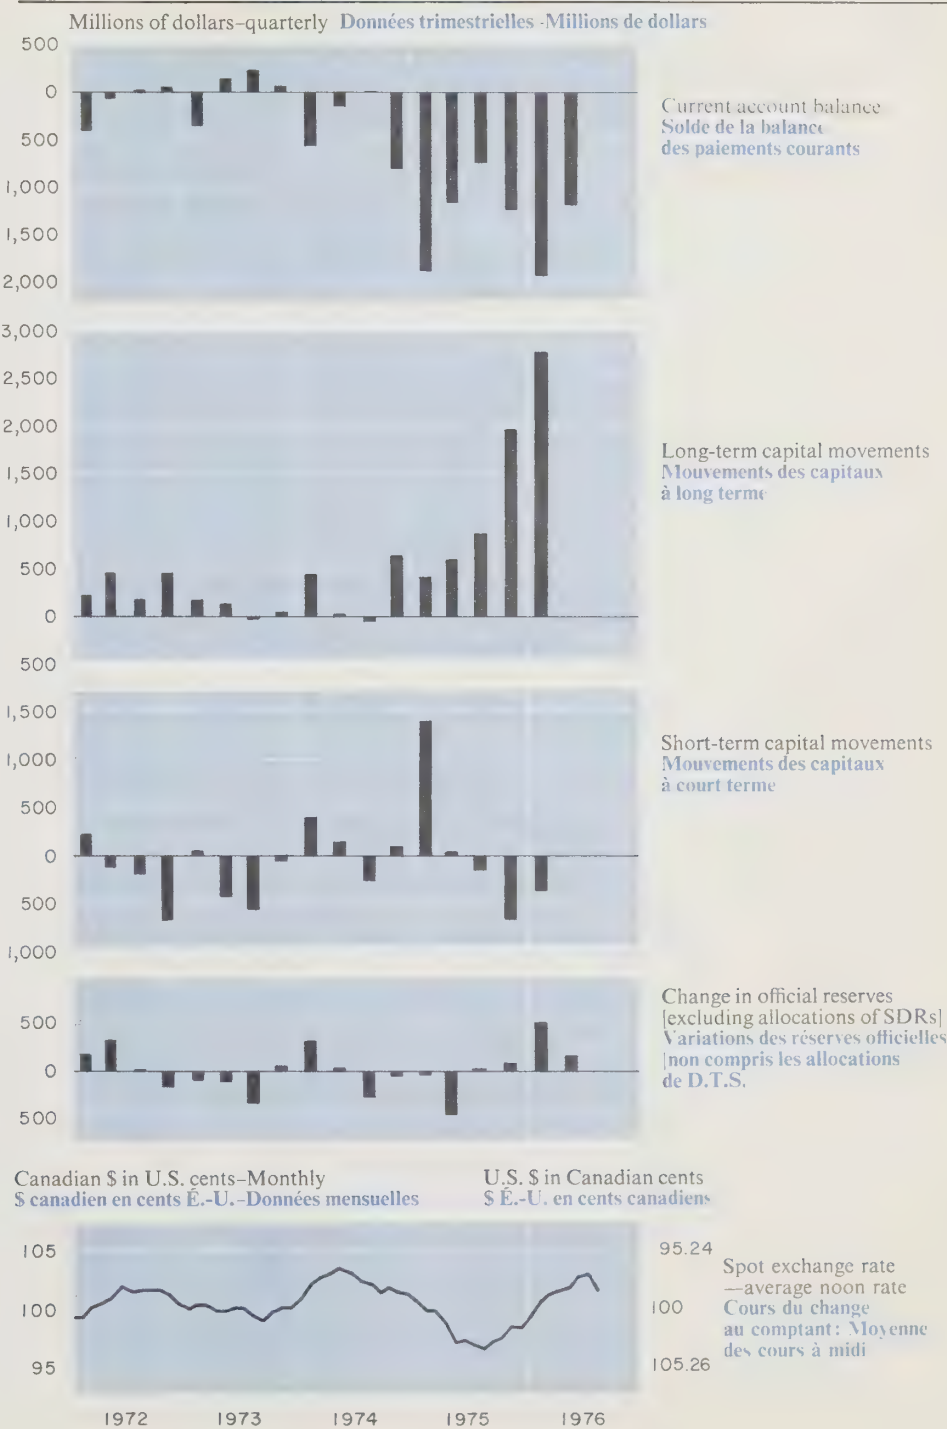 Millions of dollars–quarterly Données trimestrielles -Millions de dollars
500
0
500
1,000
1,500
2,000
Current account balance
Solde de la balance
des paiements courants
3,000
2,500
2,000
1,500
1,000
500
0
500
Long-term capital movements
Mouvements des capitaux
à long terme
1,500
1,000
500
0
500
1,000
Short-term capital movements
Mouvements des capitaux
à court terme
500
0
500
Change in official reserves
[excluding allocations of SDRs]
Variations des réserves officielles
[non compris les allocations
de D.T.S.
Canadian $ in U.S. cents–Monthly
$ canadien en cents É.-U.–Données mensuelles
U.S. $ in Canadian cents
$ É.-U. en cents canadiens
105
100
95
95.24
100
105.26
Spot exchange rate
—average noon rate
Cours du change
au comptant: Moyenne
des cours à midi
1972 1973 1974 1975 1976